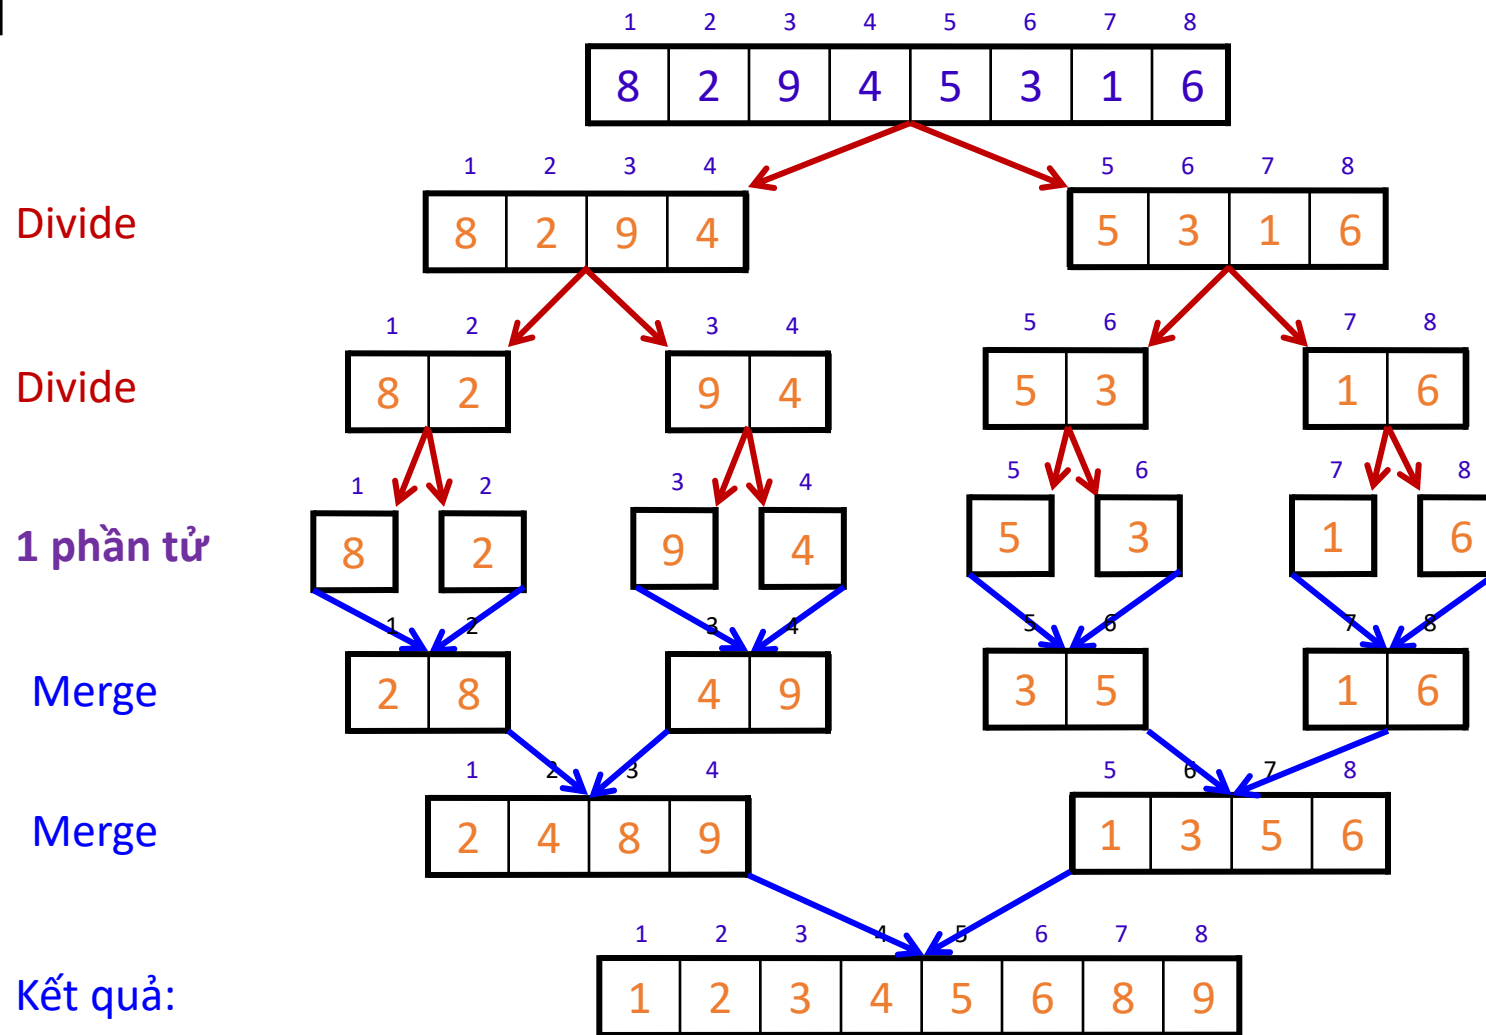 1 2 3 4 5 6 7 8
8 2 9 4 5 3 1 6
1 2 3 4 5 6 7 8
Divide 8 2 9 4 5 3 1 6
1 2 3 4 5 6 7 8
Divide 8 2 9 4 5 3 1 6
1 2 3 4 5 6 7 8
1 phần tử 8 2 9 4 5 3 1 6
1 2 3 4 5 6 7 8
Merge 2 8 4 9 3 5 1 6
1 2 3 4 5 6 7 8
Merge 2 4 8 9 1 3 5 6
1 2 3 4 5 6 7 8
Kết quả: 1 2 3 4 5 6 8 9